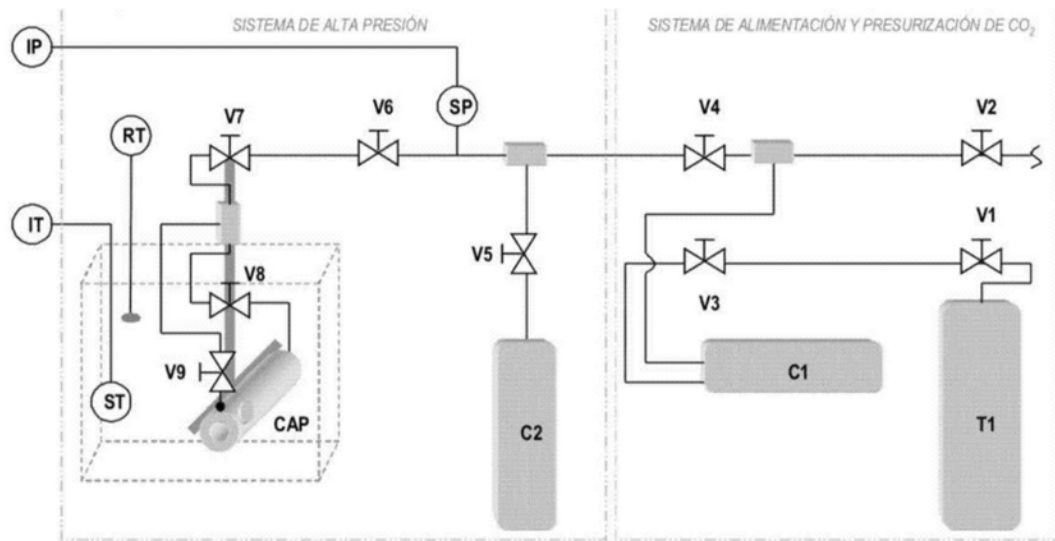 SISTEMA DE ALTA PRESIÓN
SISTEMA DE ALIMENTACIÓN Y PRESURIZACIÓN DE CO₂
IP
SP
V7
V6
V4
V2
RT
IT
V5
V3
V1
V8
V9
ST
CAP
C2
C1
T1